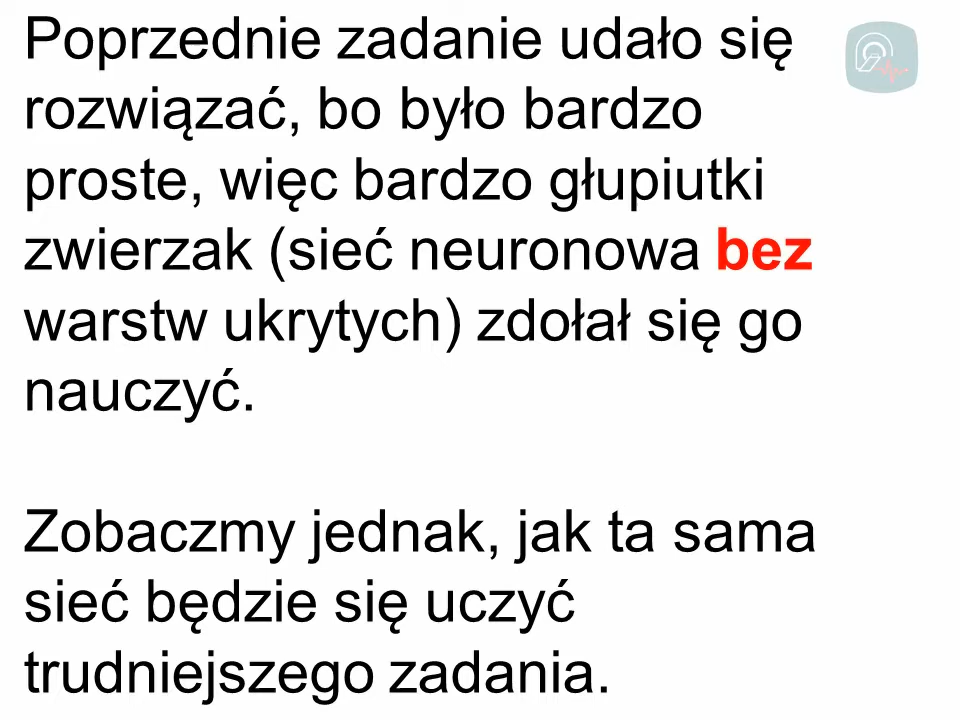 Poprzednie zadanie udało się
rozwiązać, bo było bardzo
proste, więc bardzo głupiutki
zwierzak (sieć neuronowa bez
warstw ukrytych) zdołał się go
nauczyć.
Zobaczmy jednak, jak ta sama
sieć będzie się uczyć
trudniejszego zadania.